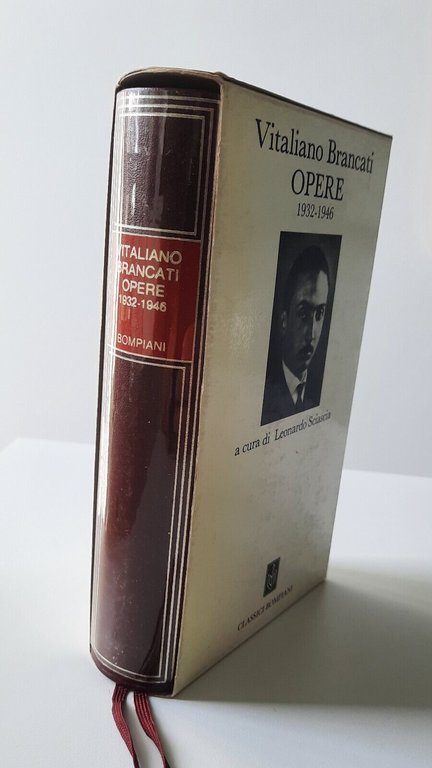 VITALIANO
BRANCATI
OPERE
1932-1946
BOMPIANI
Vitaliano Brancati
OPERE
1932-1946
a cura di Leonardo Sciascia
CLASSICI BOMPIANI